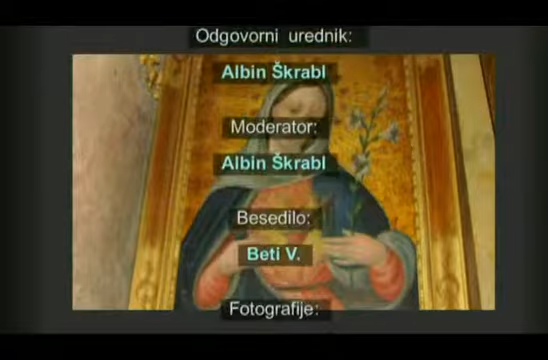 Odgovorni urednik:
Albin Škrabl
Moderator:
Albin Škrabl
Besedilo:
Beti V.
Fotografije: